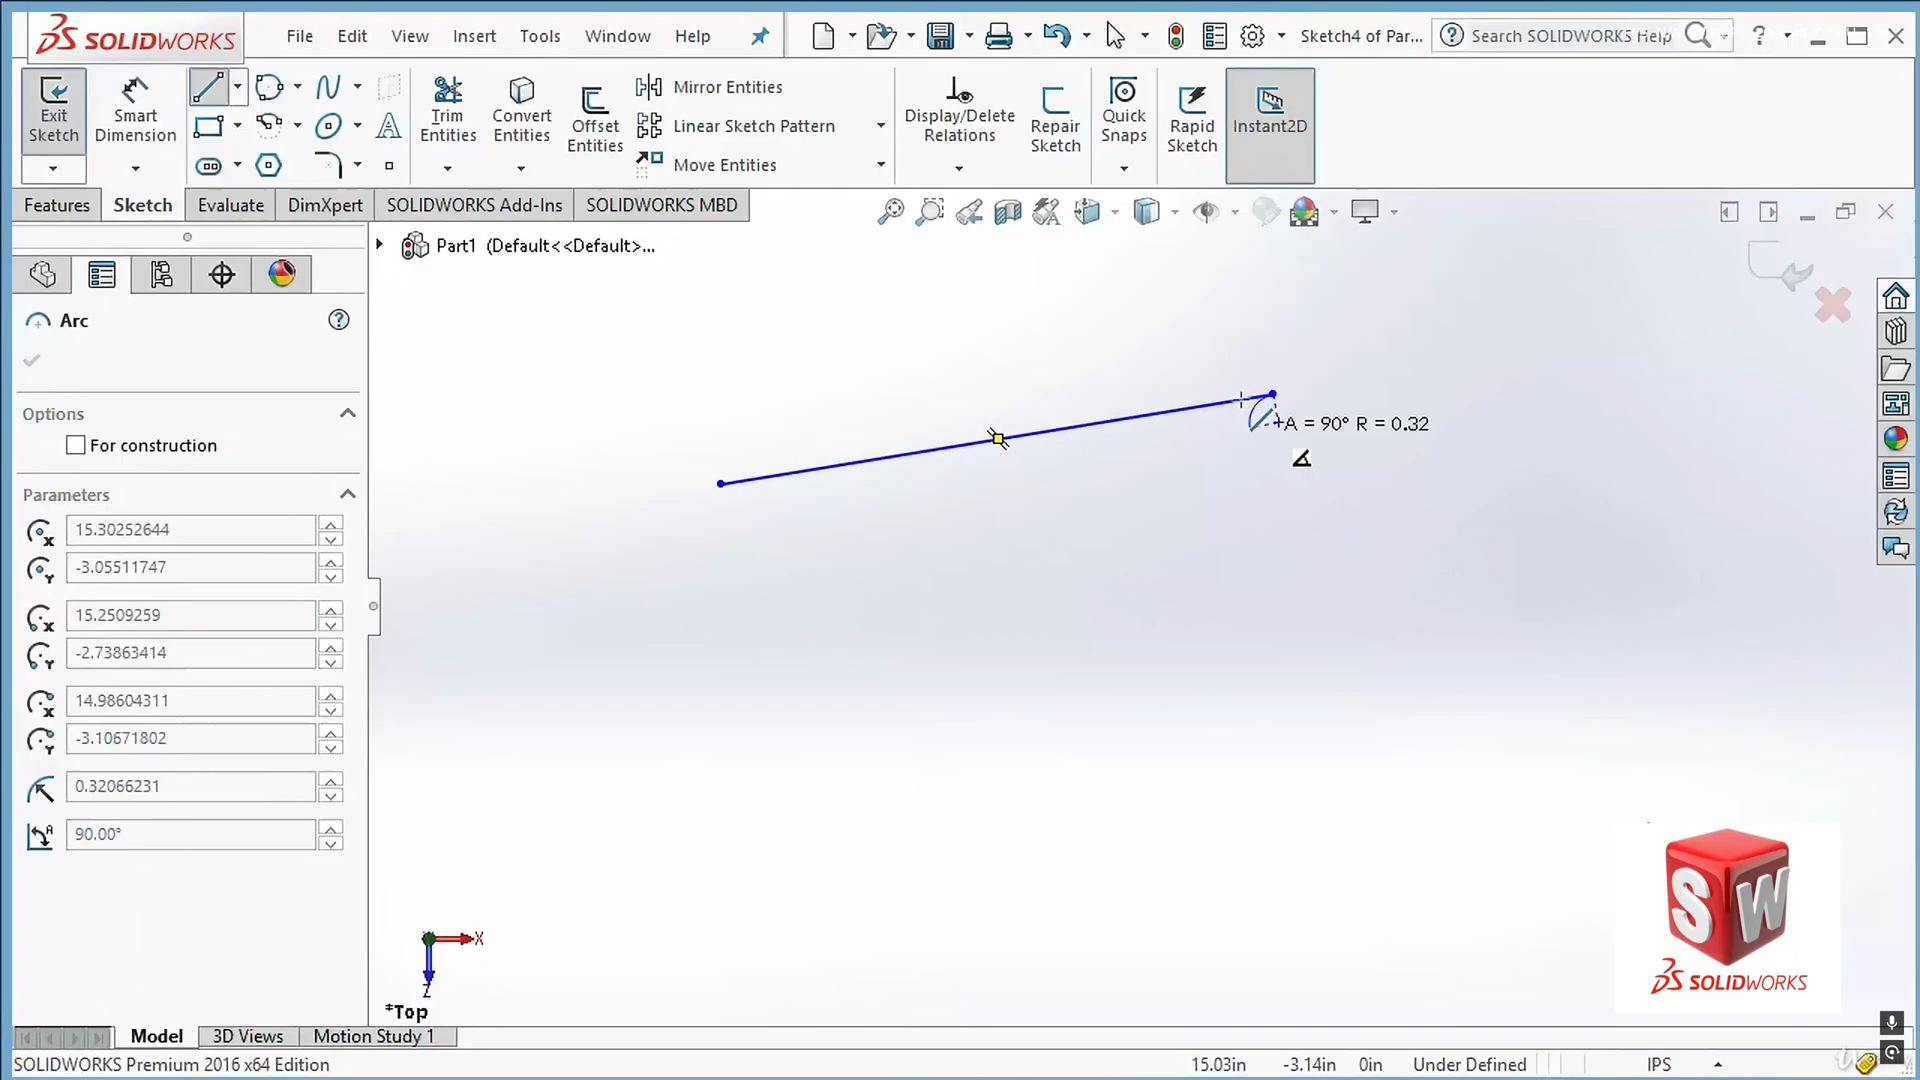 SOLIDWORKS File Edit View Insert Tools Window Help Sketch4 of Par... Search SOLIDWORKS Help ?
Exit Sketch
Smart Dimension
Trim Entities
Convert Entities
Offset Entities
Mirror Entities
Linear Sketch Pattern
Move Entities
Display/Delete Relations
Repair Sketch
Quick Snaps
Rapid Sketch
Instant2D
Features Sketch Evaluate DimXpert SOLIDWORKS Add-Ins SOLIDWORKS MBD
Part1 (Default<<Default>...
Arc
Options
For construction
Parameters
15.30252644
-3.05511747
15.2509259
-2.73863414
14.98604311
-3.10671802
0.32066231
90.00°
A = 90° R = 0.32
X
Z
*Top
SW
SOLIDWORKS
Model 3D Views Motion Study 1
SOLIDWORKS Premium 2016 x64 Edition 15.03in -3.14in 0in Under Defined IPS